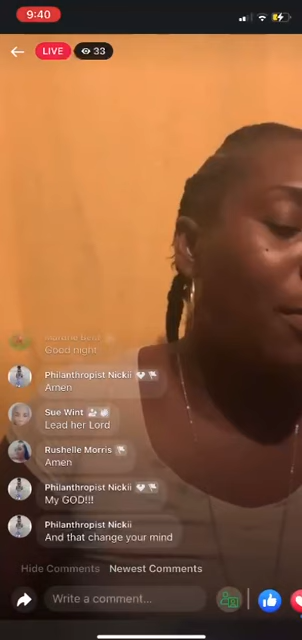 9:40
LIVE
33
Good night
Philanthropist Nickii
Amen
Sue Wint
Lead her Lord
Rushelle Morris
Amen
Philanthropist Nickii
My GOD!!!
Philanthropist Nickii
And that change your mind
Hide Comments Newest Comments
Write a comment...